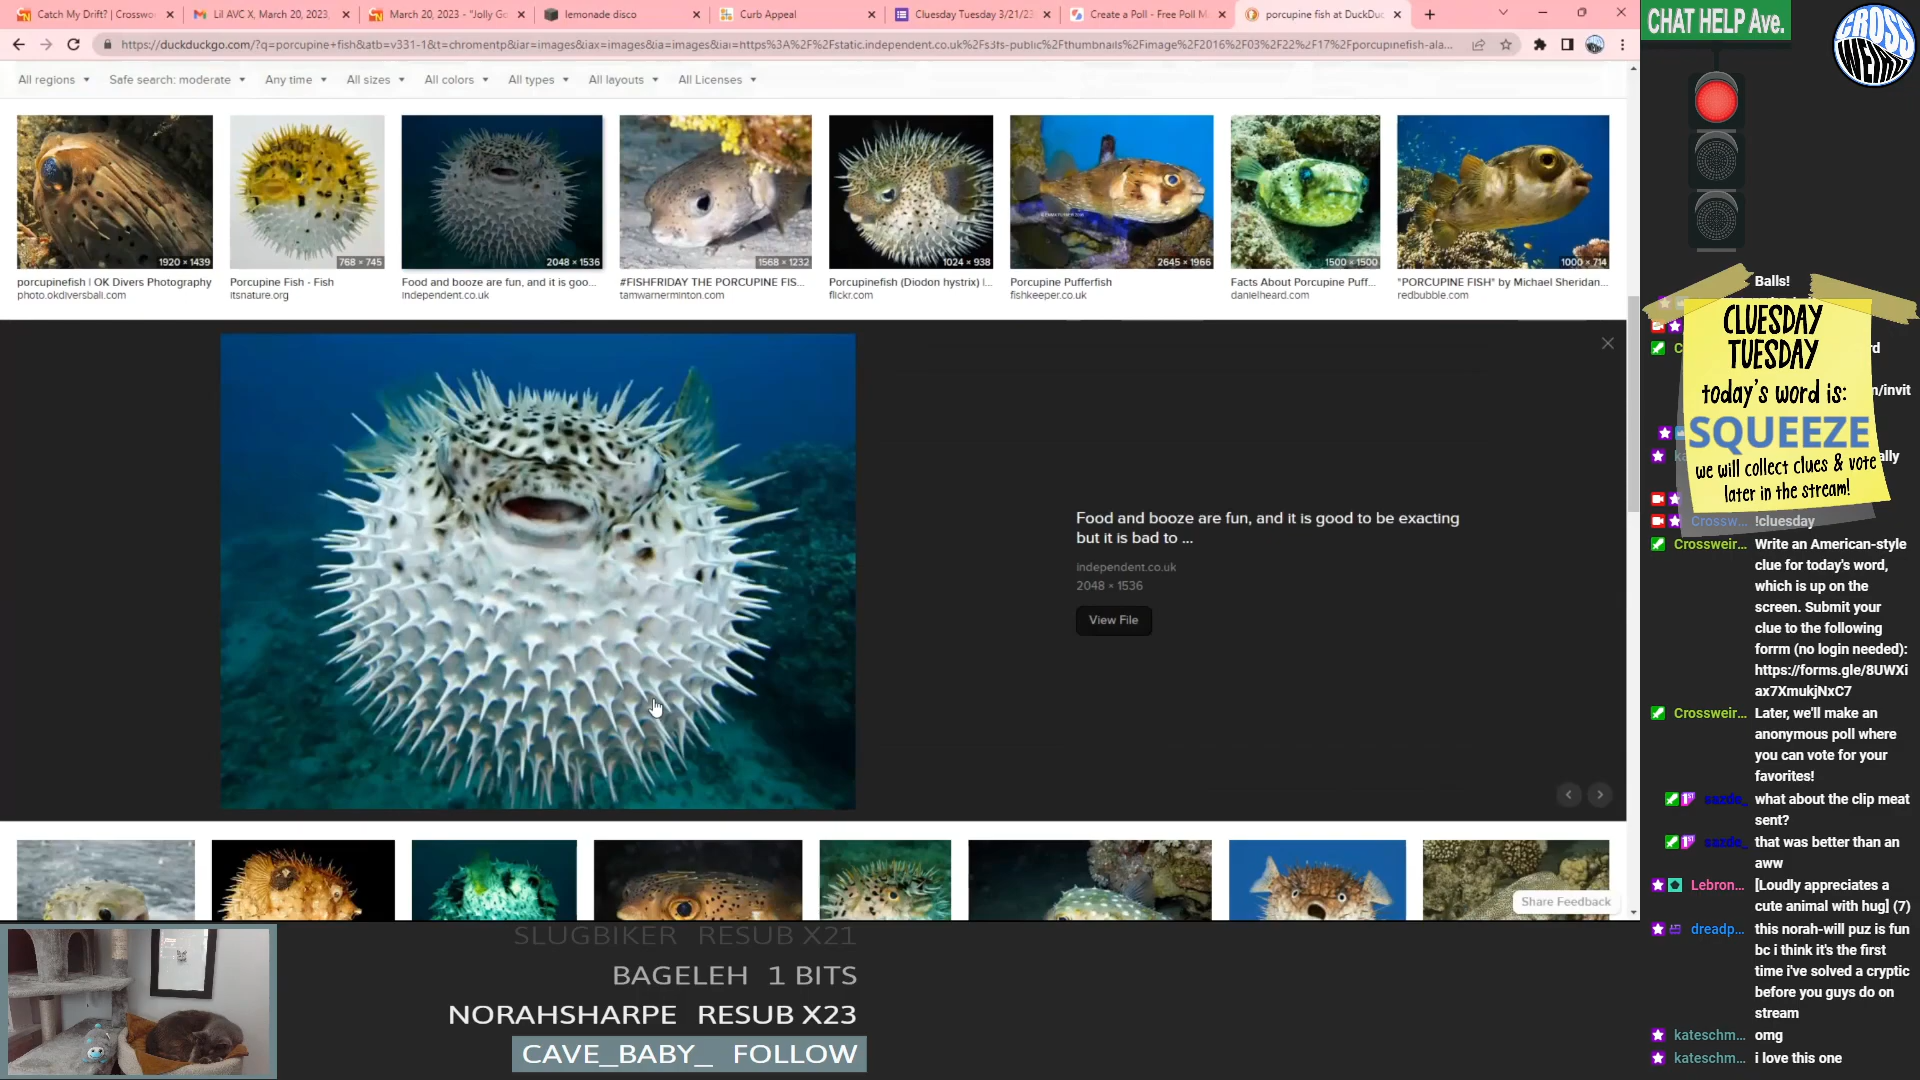 Catch My Drift? | Crosswo
Lil AVC X, March 20, 2023,
March 20, 2023 - "Jolly Go
lemonade disco
Curb Appeal
Cluesday Tuesday 3/21/23
Create a Poll - Free Poll M
porcupine fish at DuckDuc
All regions
Safe search: moderate
Any time
All sizes
All colors
All types
All layouts
All Licenses
1920 × 1439
768 × 745
2048 × 1536
1568 × 1232
1024 × 938
2645 × 1966
1500 × 1500
1000 × 714
porcupinefish | OK Divers Photography
photo.okdiversbali.com
Porcupine Fish - Fish
itsnature.org
Food and booze are fun, and it is goo...
independent.co.uk
#FISHFRIDAY THE PORCUPINE FIS...
tamwarnerminton.com
Porcupinefish (Diodon hystrix) |...
flickr.com
Porcupine Pufferfish
fishkeeper.co.uk
Facts About Porcupine Puff...
danielheard.com
"PORCUPINE FISH" by Michael Sheridan...
redbubble.com
Food and booze are fun, and it is good to be exacting
but it is bad to ...
independent.co.uk
2048 × 1536
View File
Share Feedback
SLUGBIKER RESUB X21
BAGELEH 1 BITS
NORAHSHARPE RESUB X23
CAVE_BABY_ FOLLOW
CHAT HELP Ave.
CROSS
WEIRD
Balls!
CLUESDAY
TUESDAY
today's word is:
SQUEEZE
we will collect clues & vote
later in the stream!
Crossw... !cluesday
Crossweir... Write an American-style
clue for today's word,
which is up on the
screen. Submit your
clue to the following
forrm (no login needed):
https://forms.gle/8UWXi
ax7XmukjNxC7
Crossweir... Later, we'll make an
anonymous poll where
you can vote for your
favorites!
sazde_ what about the clip meat
sent?
sazde_ that was better than an
aww
Lebron... [Loudly appreciates a
cute animal with hug] (7)
dreadp... this norah-will puz is fun
bc i think it's the first
time i've solved a cryptic
before you guys do on
stream
kateschm... omg
kateschm... i love this one